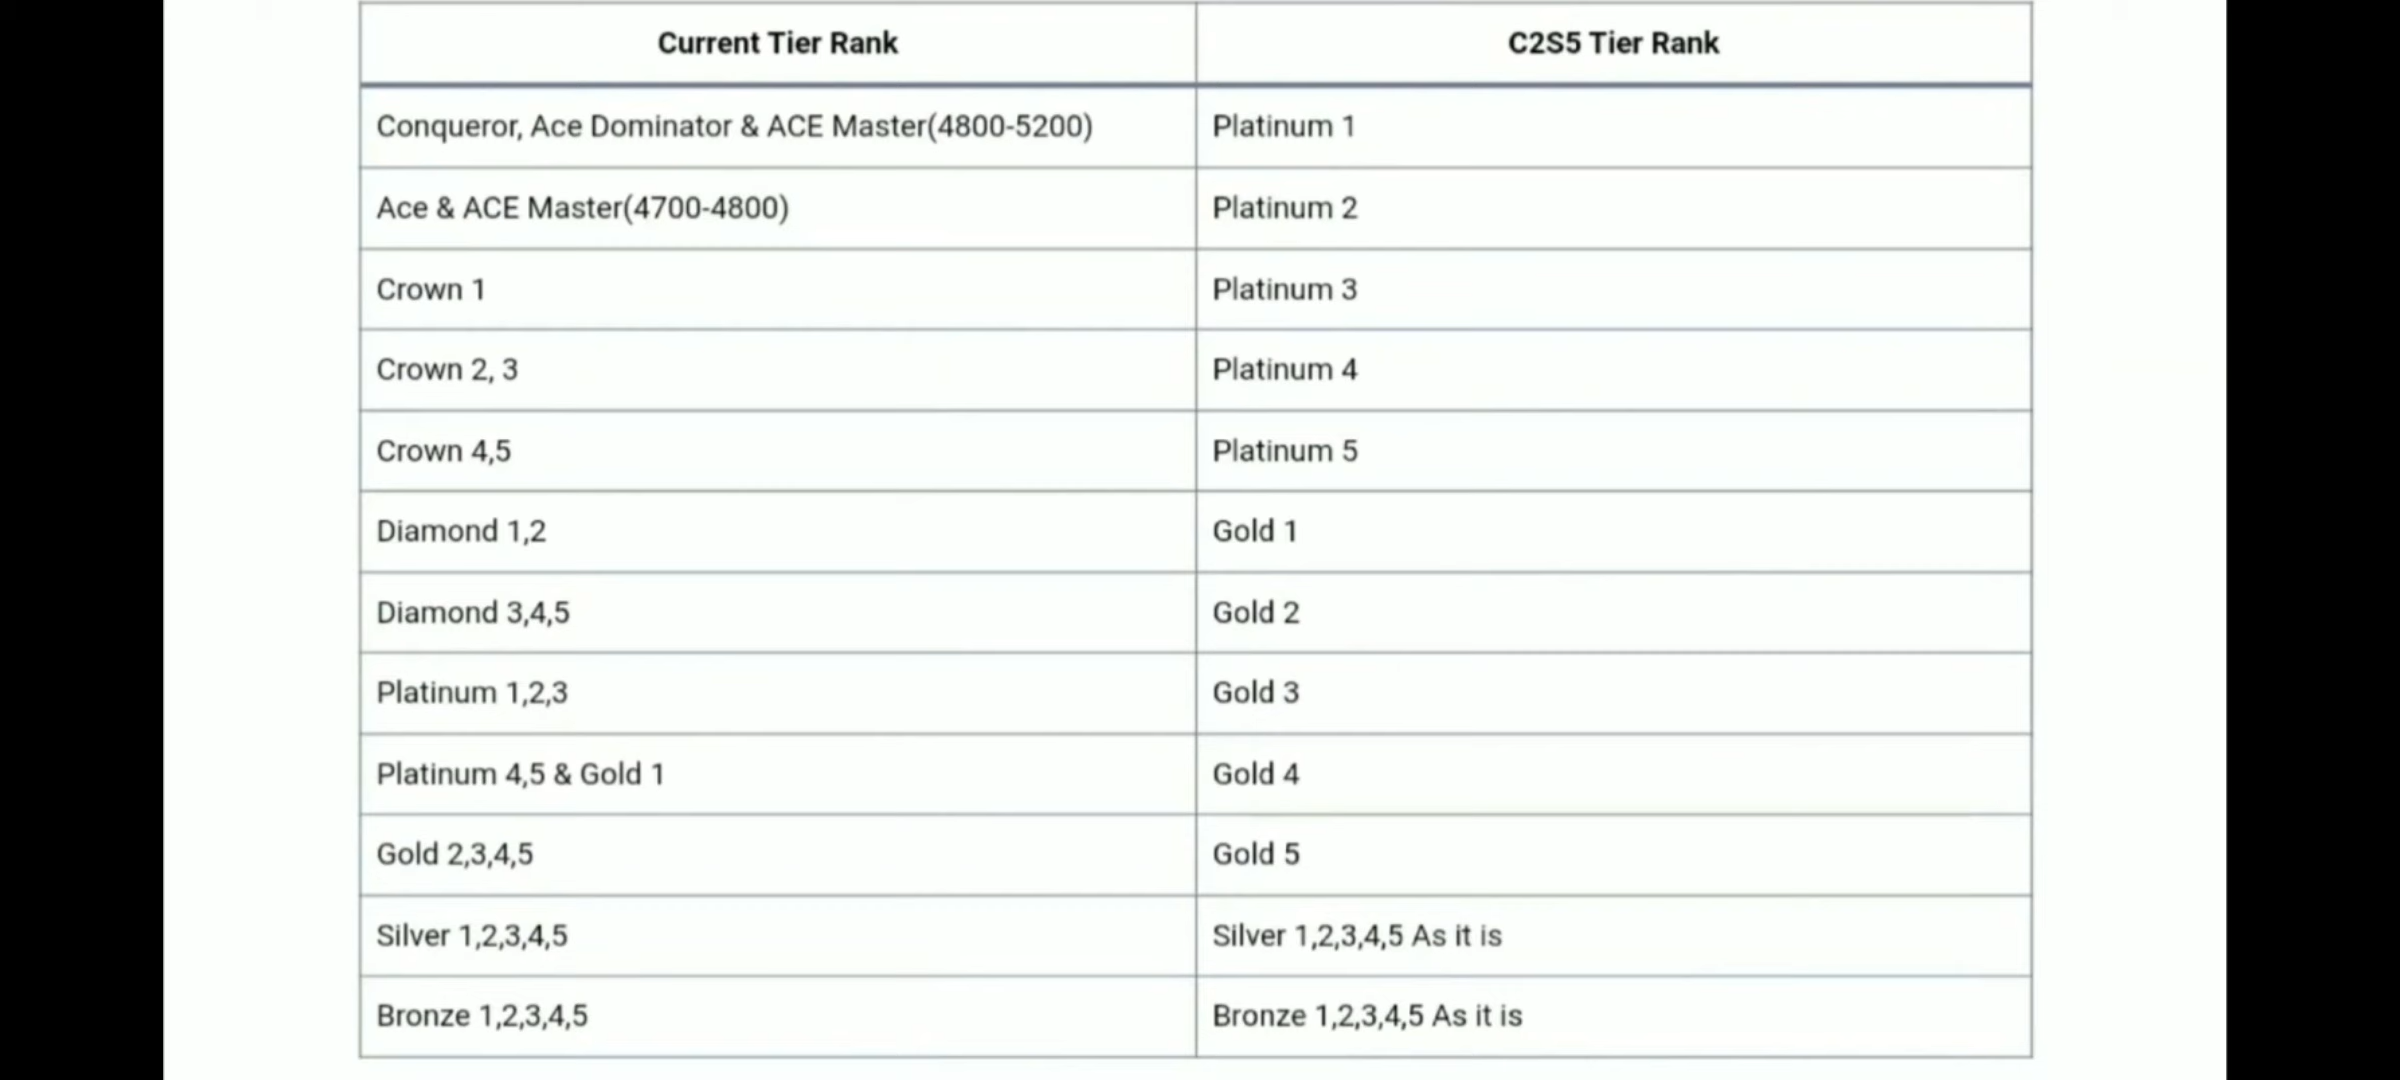 Current Tier Rank C2S5 Tier Rank
Conqueror, Ace Dominator & ACE Master(4800-5200) Platinum 1
Ace & ACE Master(4700-4800) Platinum 2
Crown 1 Platinum 3
Crown 2, 3 Platinum 4
Crown 4,5 Platinum 5
Diamond 1,2 Gold 1
Diamond 3,4,5 Gold 2
Platinum 1,2,3 Gold 3
Platinum 4,5 & Gold 1 Gold 4
Gold 2,3,4,5 Gold 5
Silver 1,2,3,4,5 Silver 1,2,3,4,5 As it is
Bronze 1,2,3,4,5 Bronze 1,2,3,4,5 As it is